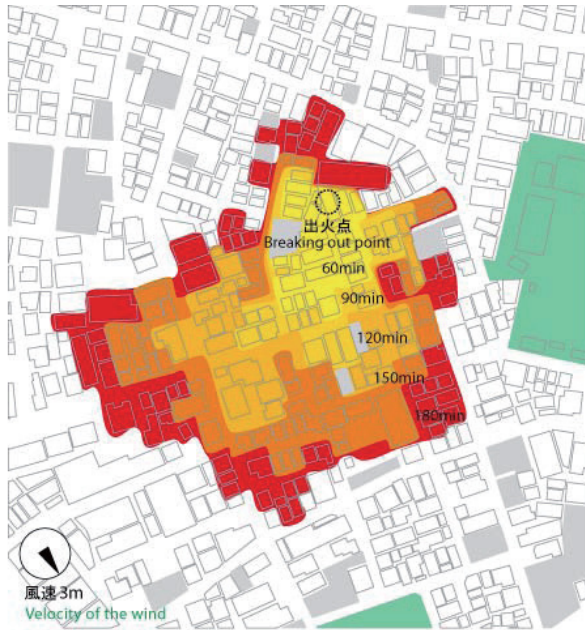 出火点
Breaking out point
60min
90min
120min
150min
180min
風速3m
Velocity of the wind